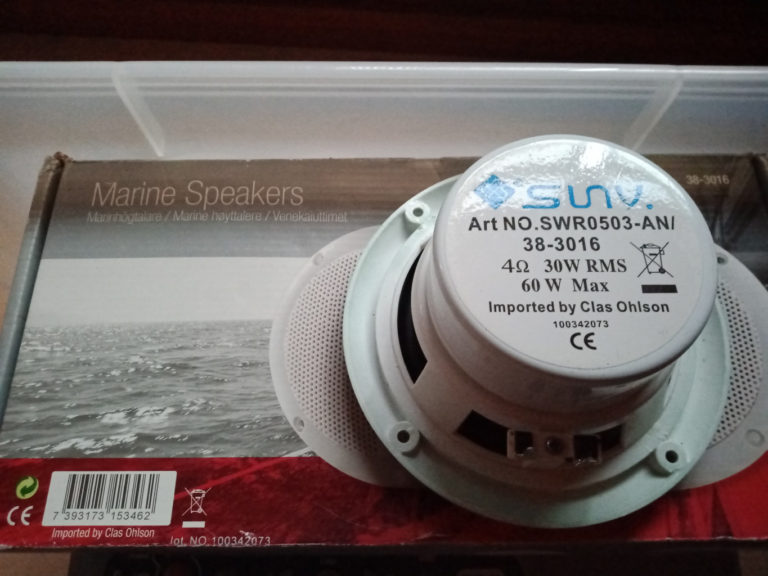 Marine Speakers
Marinhögtalare / Marine høyttalere / Venekaiuttimet
38-3016
SUNV.
Art NO.SWR0503-AN/
38-3016
4Ω 30W RMS
60W Max
Imported by Clas Ohlson
100342073
CE
CE
7 393173 153462
Imported by Clas Ohlson
lot. NO.100342073